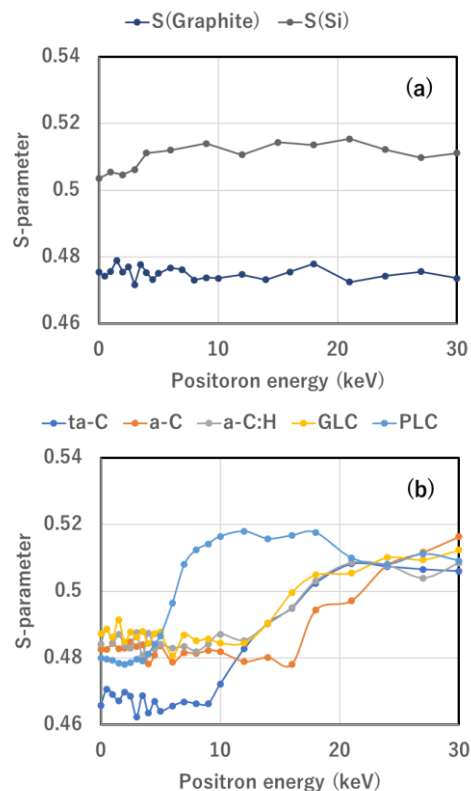 S(Graphite) S(Si)
(a)
0.54
0.52
0.5
0.48
0.46
S-parameter
0 10 20 30
Positoron energy (keV)
ta-C a-C a-C:H GLC PLC
(b)
0.54
0.52
0.5
0.48
0.46
S-parameter
0 10 20 30
Positron energy (keV)